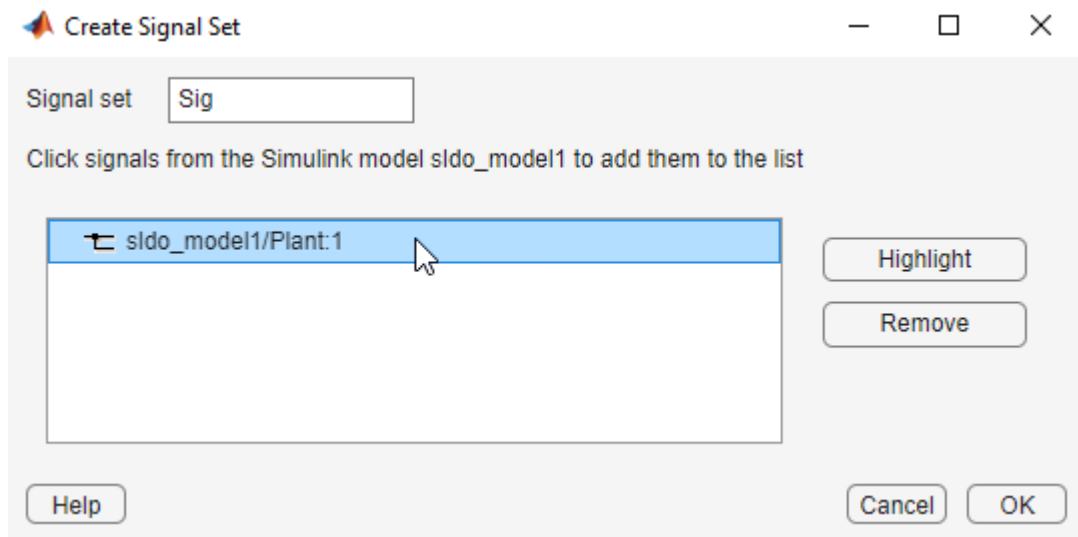 Create Signal Set
Signal set Sig
Click signals from the Simulink model sldo_model1 to add them to the list
sldo_model1/Plant:1
Highlight
Remove
Help Cancel OK